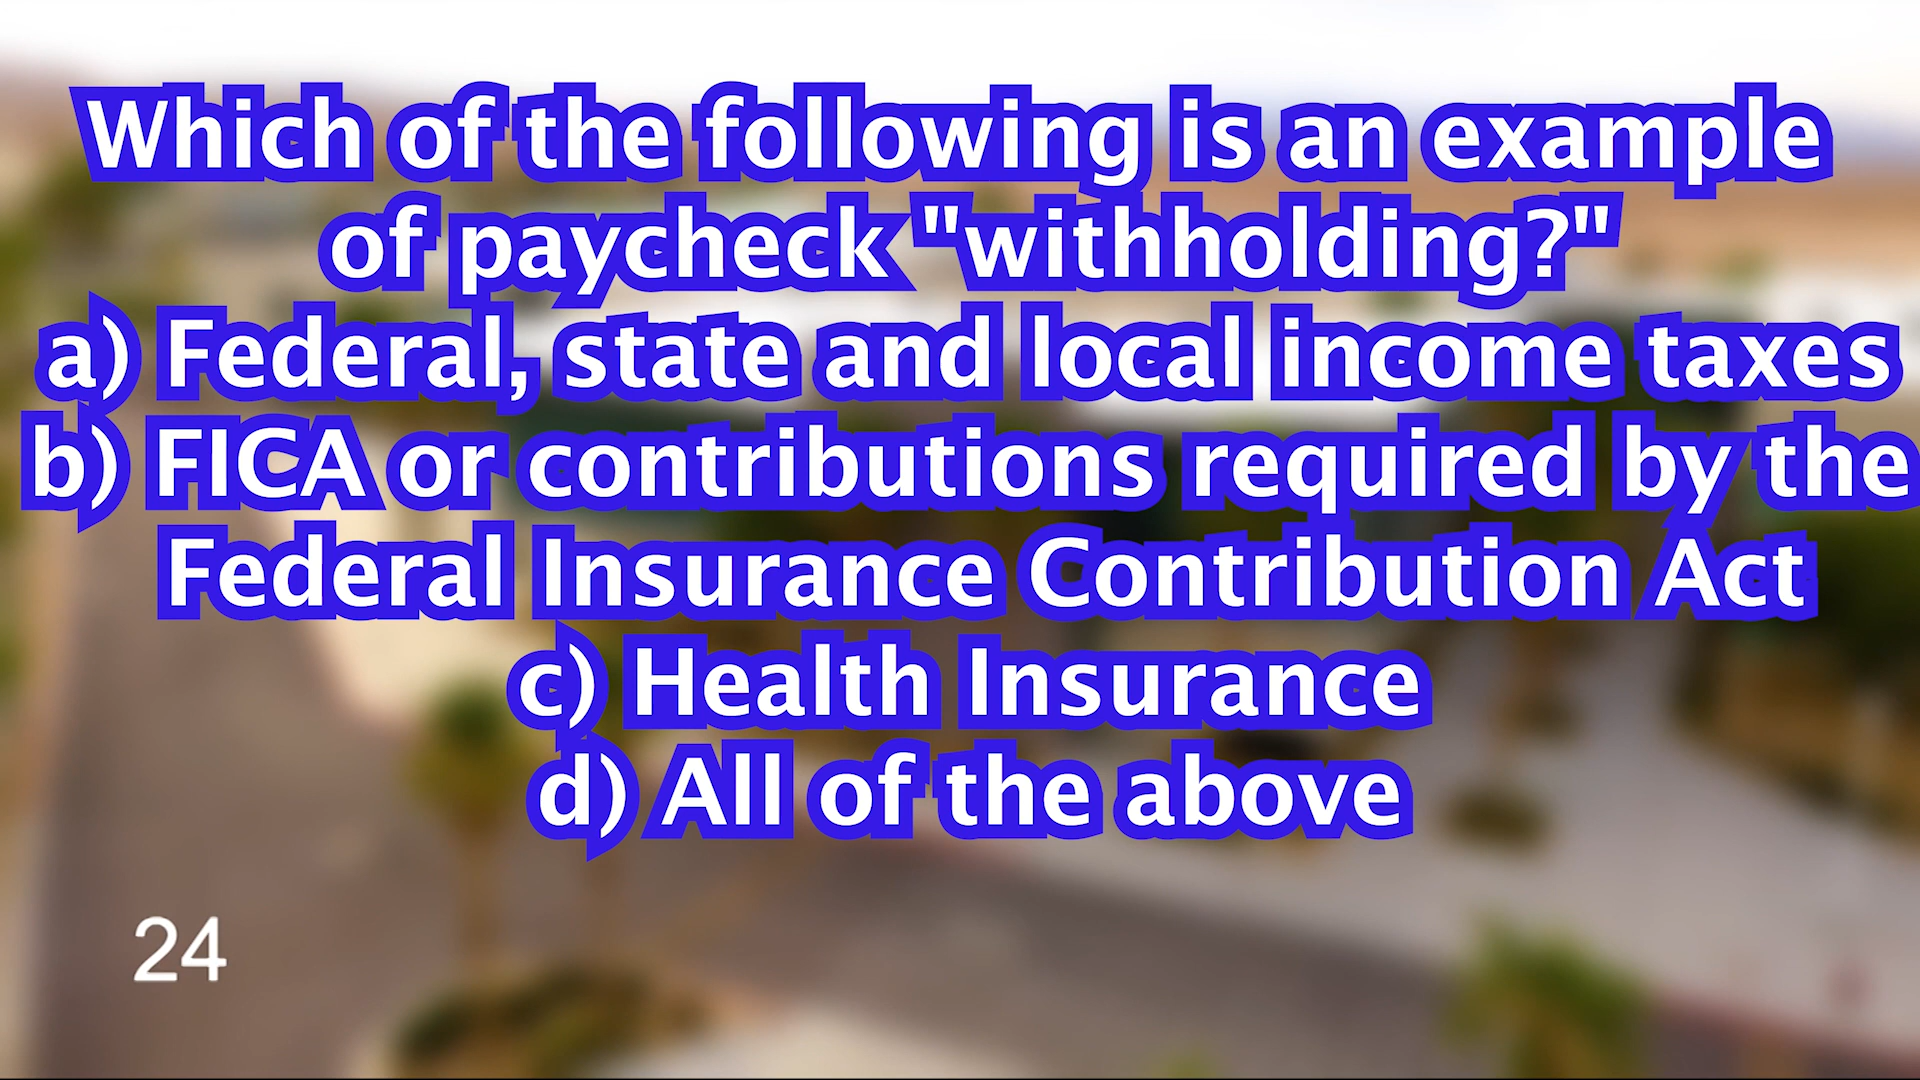 Which of the following is an example
of paycheck "withholding?"
a) Federal, state and local income taxes
b) FICA or contributions required by the
Federal Insurance Contribution Act
c) Health Insurance
d) All of the above
24